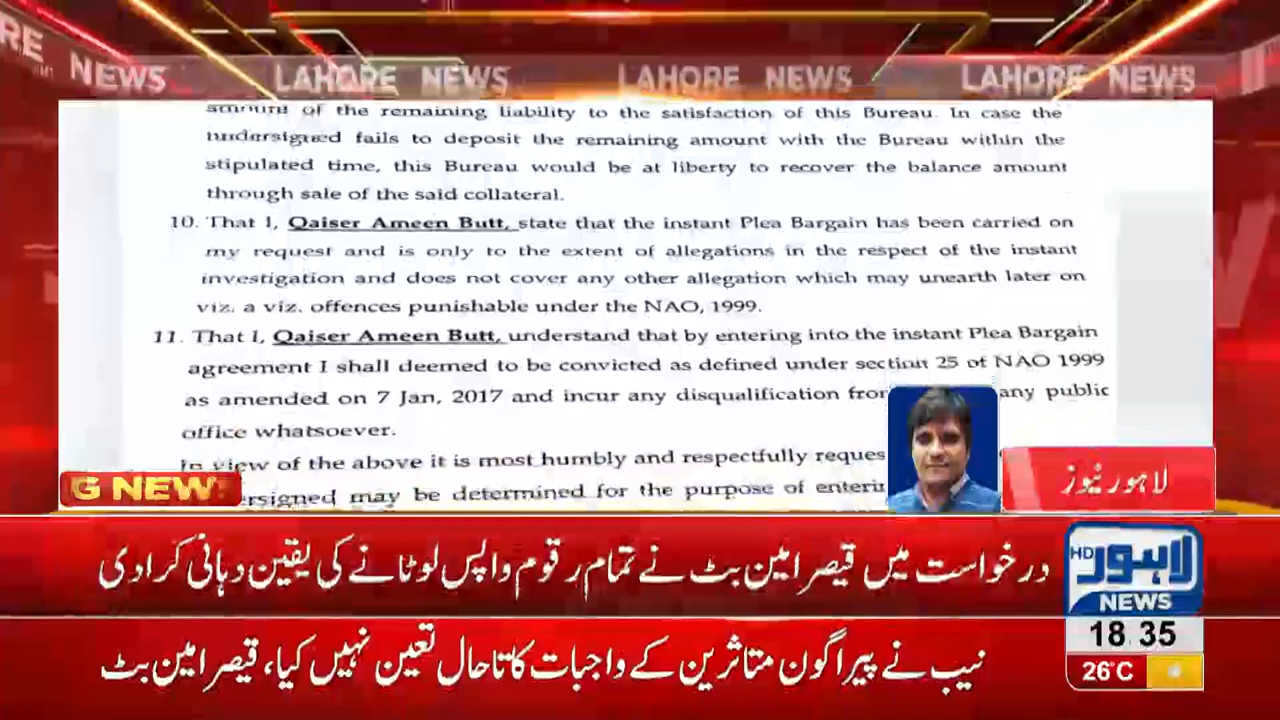 RE NEWS LAHORE NEWS LAHORE NEWS LAHORE NEWS
amount of the remaining liability to the satisfaction of this Bureau. In case the
undersigned fails to deposit the remaining amount with the Bureau within the
stipulated time, this Bureau would be at liberty to recover the balance amount
through sale of the said collateral.
10. That I, Qaiser Ameen Butt, state that the instant Plea Bargain has been carried on
my request and is only to the extent of allegations in the respect of the instant
investigation and does not cover any other allegation which may unearth later on
viz. a viz. offences punishable under the NAO, 1999.
11. That I, Qaiser Ameen Butt, understand that by entering into the instant Plea Bargain
agreement I shall deemed to be convicted as defined under section 25 of NAO 1999
as amended on 7 Jan, 2017 and incur any disqualification from any public
office whatsoever.
In view of the above it is most humbly and respectfully reques
ersigned may be determined for the purpose of enterin
G NEWS
لاہور نیوز
درخواست میں قیصر امین بٹ نے تمام رقوم واپس لوٹانے کی یقین دہانی کرا دی
نیب نے پیراگون متاثرین کے واجبات کا تاحال تعین نہیں کیا، قیصر امین بٹ
HD لاہور
NEWS
18 35
26°C